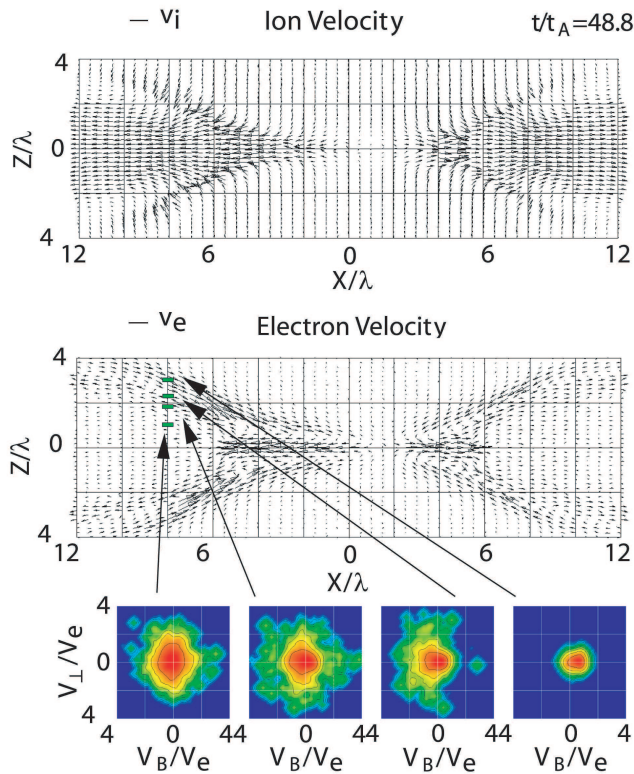 — vi Ion Velocity t/tA=48.8
4
Z/λ
0
4
12 6 0 6 12
X/λ
— ve Electron Velocity
4
Z/λ
0
4
12 6 0 6 12
X/λ
4
V⊥/Ve
0
4
4 0 44 0 44 0 44 0 4
VB/Ve VB/Ve VB/Ve VB/Ve